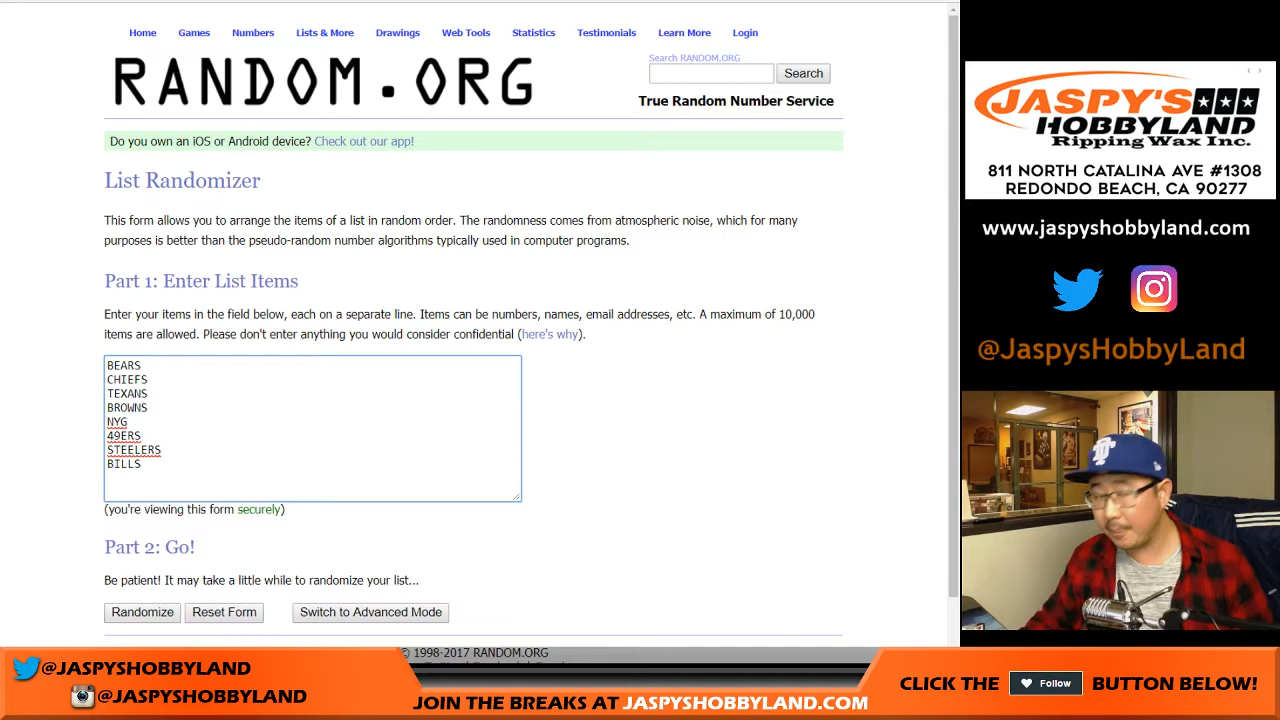 Home Games Numbers Lists & More Drawings Web Tools Statistics Testimonials Learn More Login
RANDOM.ORG
Search RANDOM.ORG
Search
True Random Number Service
Do you own an iOS or Android device? Check out our app!
List Randomizer
This form allows you to arrange the items of a list in random order. The randomness comes from atmospheric noise, which for many
purposes is better than the pseudo-random number algorithms typically used in computer programs.
Part 1: Enter List Items
Enter your items in the field below, each on a separate line. Items can be numbers, names, email addresses, etc. A maximum of 10,000
items are allowed. Please don't enter anything you would consider confidential (here's why).
BEARS
CHIEFS
TEXANS
BROWNS
NYG
49ERS
STEELERS
BILLS
(you're viewing this form securely)
Part 2: Go!
Be patient! It may take a little while to randomize your list...
Randomize Reset Form Switch to Advanced Mode
© 1998-2017 RANDOM.ORG
JASPY'S
HOBBYLAND
Ripping Wax Inc.
811 NORTH CATALINA AVE #1308
REDONDO BEACH, CA 90277
www.jaspyshobbyland.com
@JaspysHobbyLand
@JASPYSHOBBYLAND
@JASPYSHOBBYLAND
JOIN THE BREAKS AT JASPYSHOBBYLAND.COM
CLICK THE Follow BUTTON BELOW!